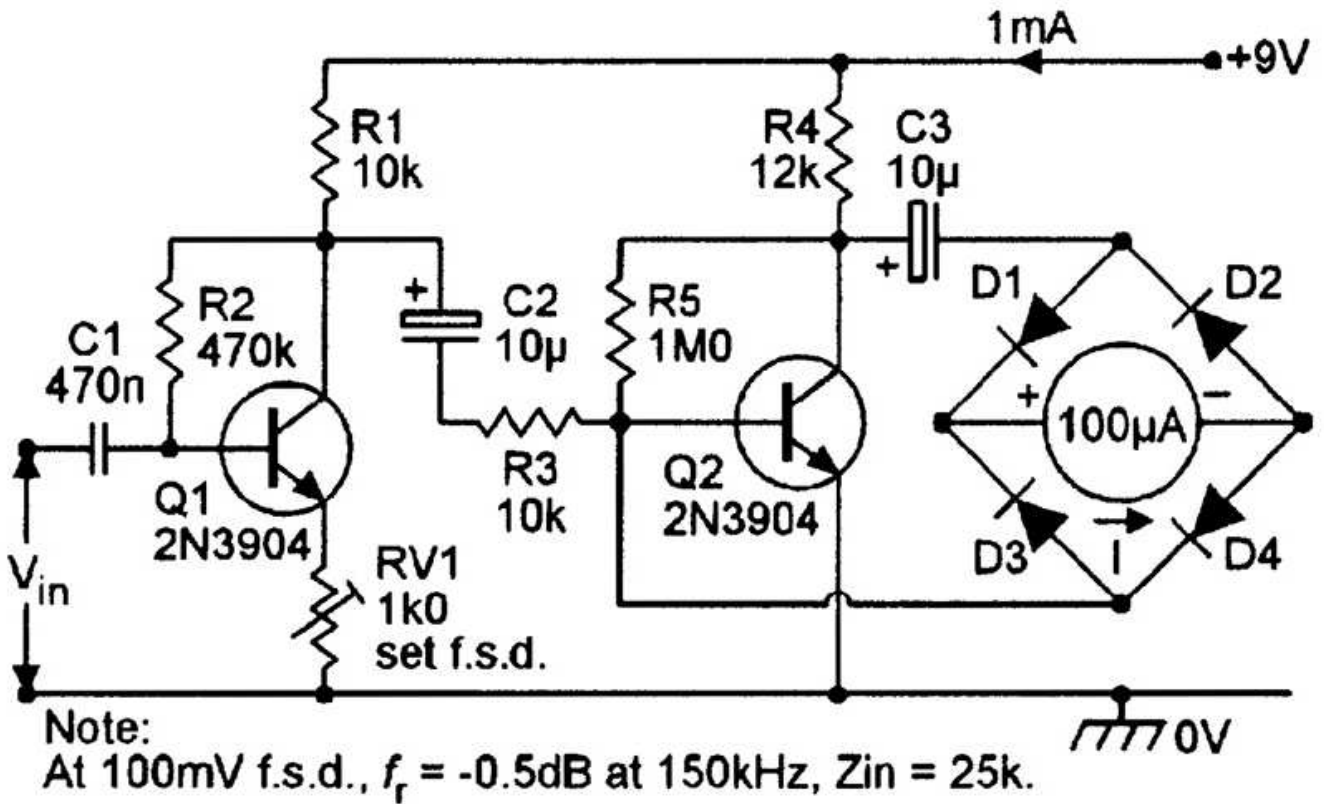 1mA
+9V
R1
10k
R4
12k
C3
10µ
+
R2
470k
+
C2
10µ
R5
1M0
D1
D2
C1
470n
+
100µA
-
Q1
2N3904
R3
10k
Q2
2N3904
D3
I
D4
Vin
RV1
1k0
set f.s.d.
0V
Note:
At 100mV f.s.d., fr = -0.5dB at 150kHz, Zin = 25k.